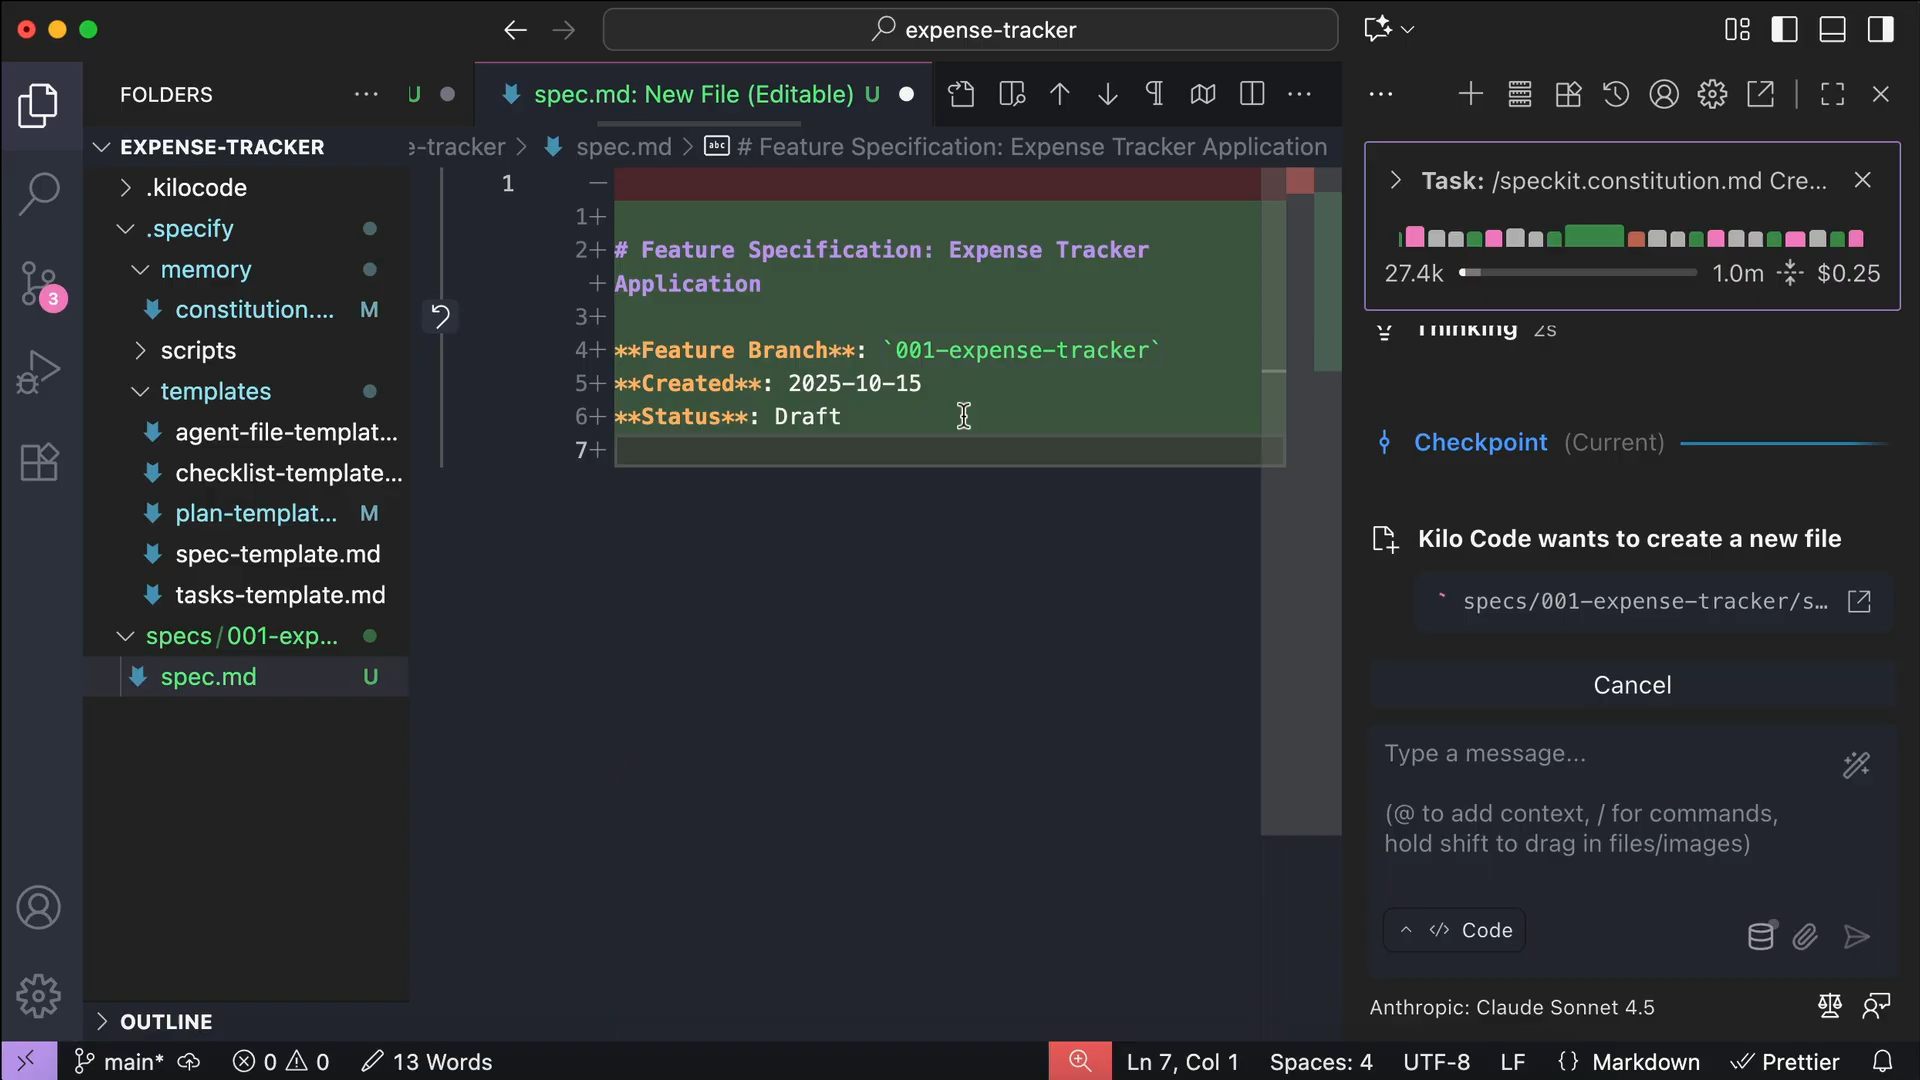 expense-tracker
FOLDERS
EXPENSE-TRACKER
.kilocode
.specify
memory
constitution.... M
scripts
templates
agent-file-templat...
checklist-template...
plan-templat... M
spec-template.md
tasks-template.md
specs/001-exp...
spec.md U
OUTLINE
U
spec.md: New File (Editable) U
e-tracker > spec.md > abc # Feature Specification: Expense Tracker Application
1 —
1+
2+ # Feature Specification: Expense Tracker
+ Application
3+
4+ **Feature Branch**: `001-expense-tracker`
5+ **Created**: 2025-10-15
6+ **Status**: Draft
7+
Task: /speckit.constitution.md Cre...
27.4k 1.0m $0.25
Thinking 2s
Checkpoint (Current)
Kilo Code wants to create a new file
specs/001-expense-tracker/s...
Cancel
Type a message...
(@ to add context, / for commands,
hold shift to drag in files/images)
Code
Anthropic: Claude Sonnet 4.5
3
main* 0 0 13 Words Ln 7, Col 1 Spaces: 4 UTF-8 LF {} Markdown Prettier